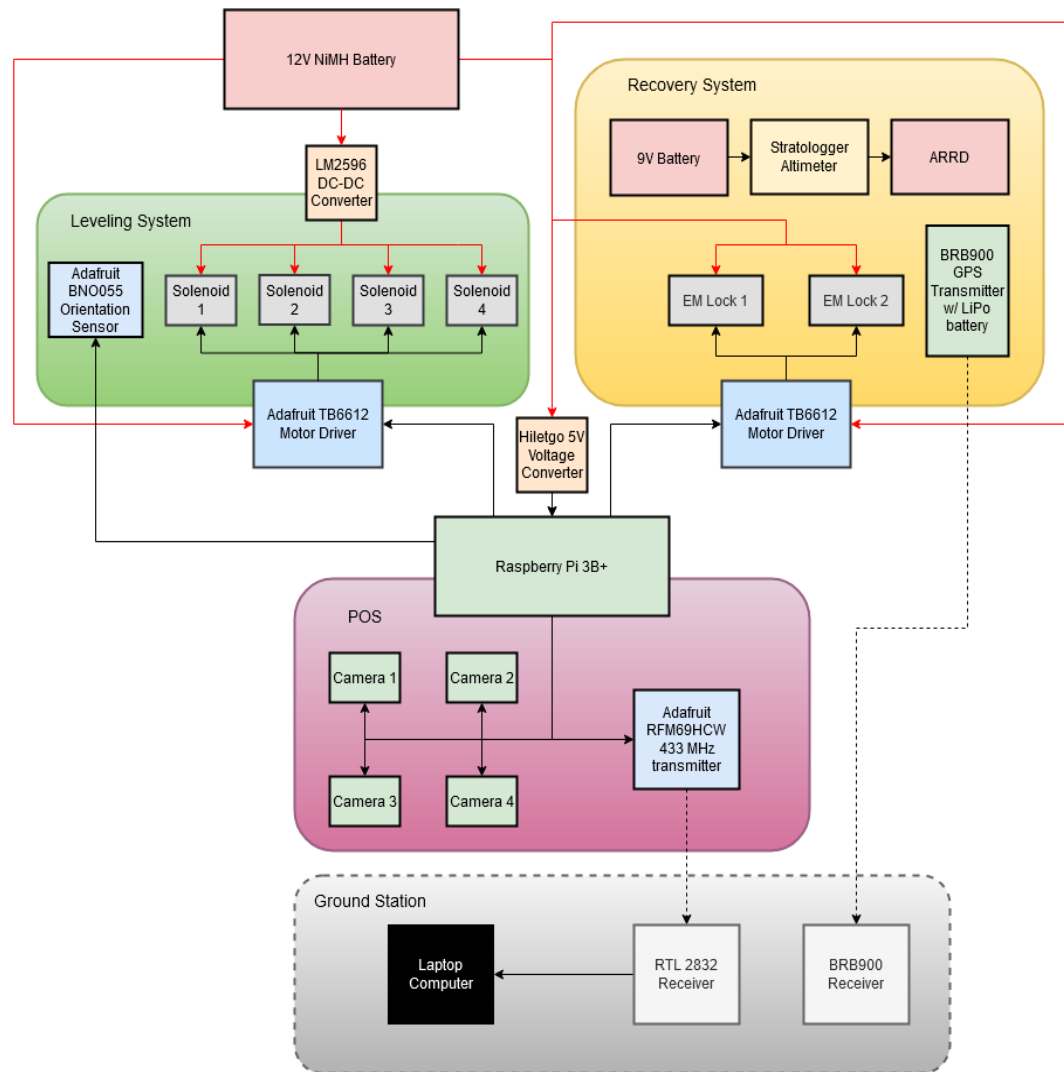 12V NiMH Battery
Recovery System
9V Battery
Stratologger
Altimeter
ARRD
LM2596
DC-DC
Converter
Leveling System
Adafruit
BNO055
Orientation
Sensor
Solenoid
1
Solenoid
2
Solenoid
3
Solenoid
4
EM Lock 1
EM Lock 2
BRB900
GPS
Transmitter
w/ LiPo
battery
Adafruit TB6612
Motor Driver
Hiletgo 5V
Voltage
Converter
Adafruit TB6612
Motor Driver
Raspberry Pi 3B+
POS
Camera 1
Camera 2
Camera 3
Camera 4
Adafruit
RFM69HCW
433 MHz
transmitter
Ground Station
Laptop
Computer
RTL 2832
Receiver
BRB900
Receiver